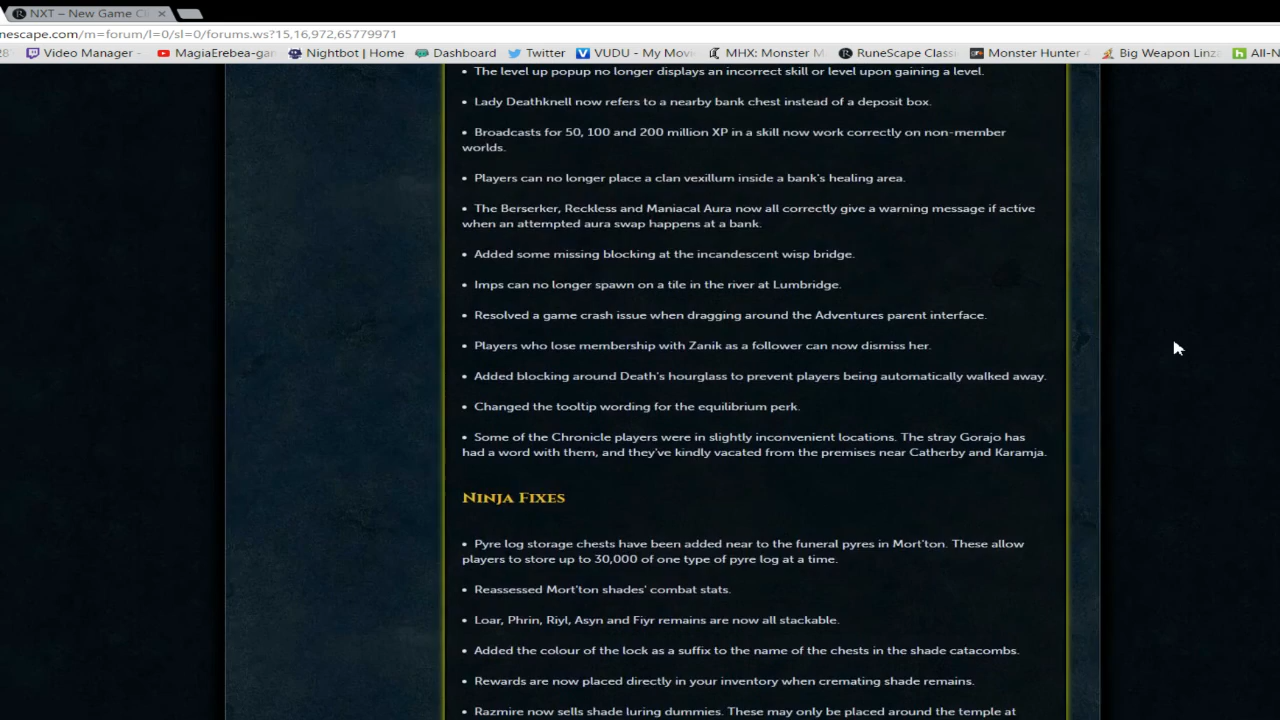 NXT – New Game Cl
nescape.com/m=forum/l=0/sl=0/forums.ws?15,16,972,65779971
Video Manager - MagiaErebea-gam Nightbot | Home Dashboard Twitter VUDU - My Movi MHX: Monster M RuneScape Classi Monster Hunter 4 Big Weapon Linz All-N
• The level up popup no longer displays an incorrect skill or level upon gaining a level.
• Lady Deathknell now refers to a nearby bank chest instead of a deposit box.
• Broadcasts for 50, 100 and 200 million XP in a skill now work correctly on non-member
worlds.
• Players can no longer place a clan vexillum inside a bank's healing area.
• The Berserker, Reckless and Maniacal Aura now all correctly give a warning message if active
when an attempted aura swap happens at a bank.
• Added some missing blocking at the incandescent wisp bridge.
• Imps can no longer spawn on a tile in the river at Lumbridge.
• Resolved a game crash issue when dragging around the Adventures parent interface.
• Players who lose membership with Zanik as a follower can now dismiss her.
• Added blocking around Death's hourglass to prevent players being automatically walked away.
• Changed the tooltip wording for the equilibrium perk.
• Some of the Chronicle players were in slightly inconvenient locations. The stray Gorajo has
had a word with them, and they've kindly vacated from the premises near Catherby and Karamja.
Ninja Fixes
• Pyre log storage chests have been added near to the funeral pyres in Mort'ton. These allow
players to store up to 30,000 of one type of pyre log at a time.
• Reassessed Mort'ton shades' combat stats.
• Loar, Phrin, Riyl, Asyn and Fiyr remains are now all stackable.
• Added the colour of the lock as a suffix to the name of the chests in the shade catacombs.
• Rewards are now placed directly in your inventory when cremating shade remains.
• Razmire now sells shade luring dummies. These may only be placed around the temple at